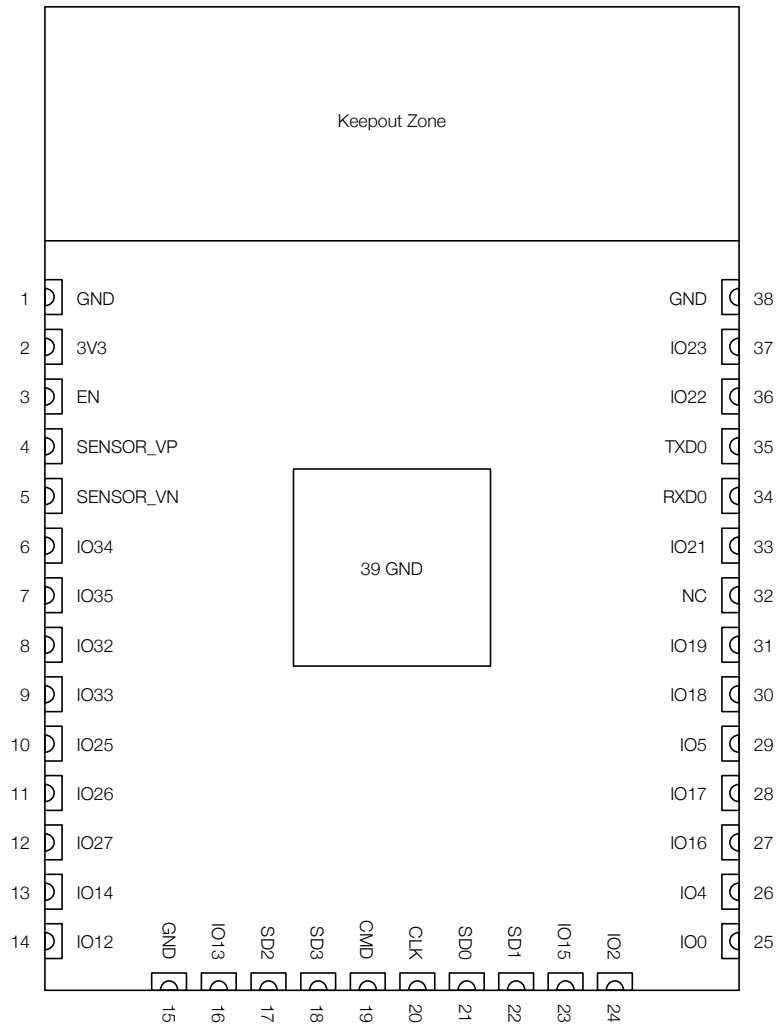 Keepout Zone
1 GND
GND 38
2 3V3
IO23 37
3 EN
IO22 36
4 SENSOR_VP
TXD0 35
5 SENSOR_VN
RXD0 34
6 IO34
IO21 33
39 GND
7 IO35
NC 32
8 IO32
IO19 31
9 IO33
IO18 30
10 IO25
IO5 29
11 IO26
IO17 28
12 IO27
IO16 27
13 IO14
IO4 26
14 IO12
IO0 25
GND 15
IO13 16
SD2 17
SD3 18
CMD 19
CLK 20
SD0 21
SD1 22
IO15 23
IO2 24